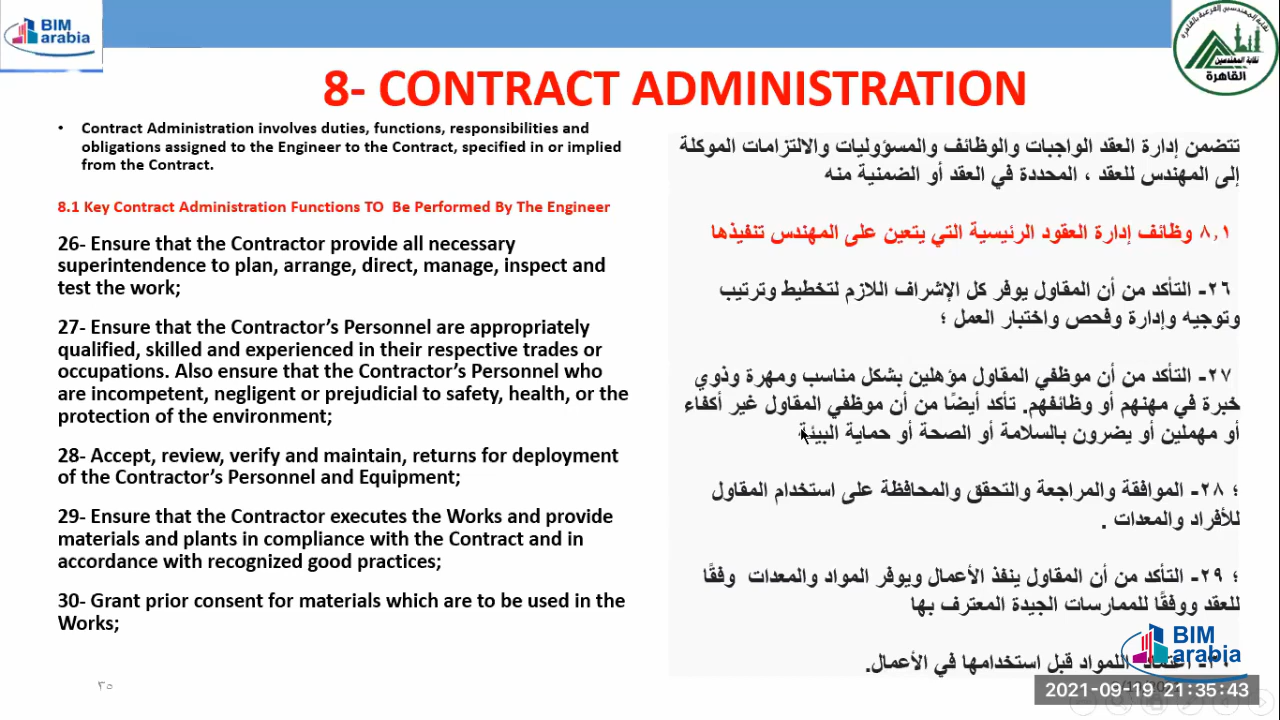 BIM
arabia
نقابة المهندسين الفرعية بالقاهرة
نقابة المهندسين
القاهرة
8- CONTRACT ADMINISTRATION
• Contract Administration involves duties, functions, responsibilities and
obligations assigned to the Engineer to the Contract, specified in or implied
from the Contract.
8.1 Key Contract Administration Functions TO Be Performed By The Engineer
26- Ensure that the Contractor provide all necessary
superintendence to plan, arrange, direct, manage, inspect and
test the work;
27- Ensure that the Contractor’s Personnel are appropriately
qualified, skilled and experienced in their respective trades or
occupations. Also ensure that the Contractor’s Personnel who
are incompetent, negligent or prejudicial to safety, health, or the
protection of the environment;
28- Accept, review, verify and maintain, returns for deployment
of the Contractor’s Personnel and Equipment;
29- Ensure that the Contractor executes the Works and provide
materials and plants in compliance with the Contract and in
accordance with recognized good practices;
30- Grant prior consent for materials which are to be used in the
Works;
تتضمن إدارة العقد الواجبات والوظائف والمسؤوليات والالتزامات الموكلة
إلى المهندس للعقد ، المحددة في العقد أو الضمنية منه
٨,١ وظائف إدارة العقود الرئيسية التي يتعين على المهندس تنفيذها
٢٦- التأكد من أن المقاول يوفر كل الإشراف اللازم لتخطيط وترتيب
وتوجيه وإدارة وفحص واختبار العمل ؛
٢٧- التأكد من أن موظفي المقاول مؤهلين بشكل مناسب ومهرة وذوي
خبرة في مهنهم أو وظائفهم. تأكد أيضًا من أن موظفي المقاول غير أكفاء
أو مهملين أو يضرون بالسلامة أو الصحة أو حماية البيئة
؛ ٢٨- الموافقة والمراجعة والتحقق والمحافظة على استخدام المقاول
للأفراد والمعدات .
؛ ٢٩- التأكد من أن المقاول ينفذ الأعمال ويوفر المواد والمعدات وفقًا
للعقد ووفقًا للممارسات الجيدة المعترف بها
اللمواد قبل استخدامها في الأعمال.
BIM
arabia
٣٥
2021-09-19 21:35:43